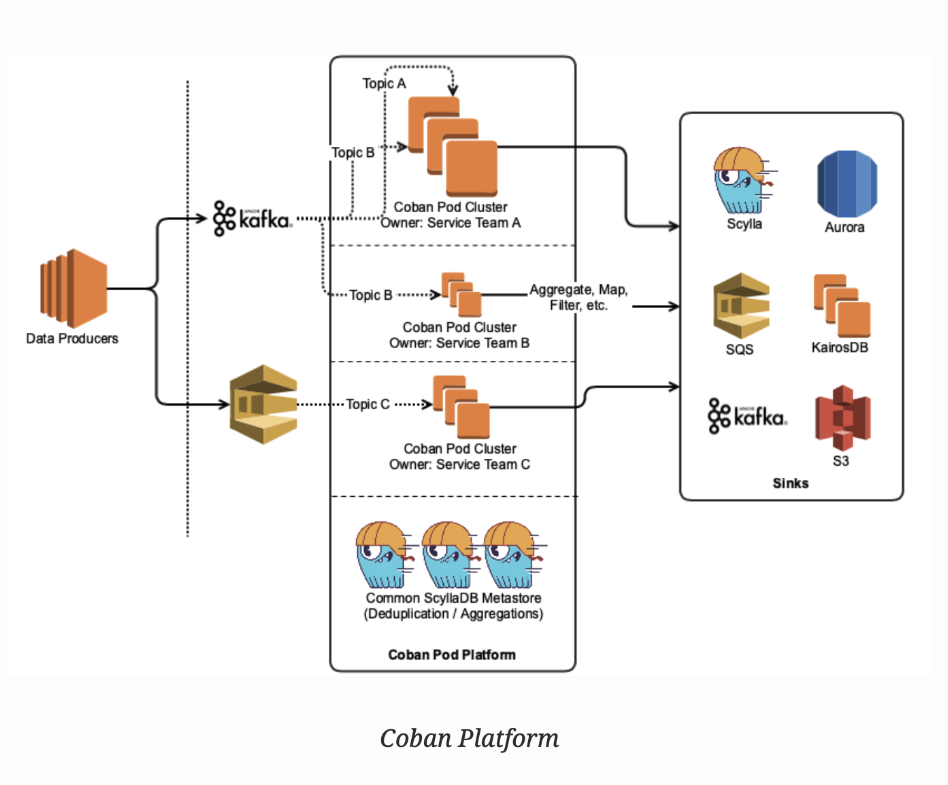 Topic A
Topic B
Coban Pod Cluster
Owner: Service Team A
APACHE
kafka®
Data Producers
Topic B
Coban Pod Cluster
Owner: Service Team B
Aggregate, Map,
Filter, etc.
Topic C
Coban Pod Cluster
Owner: Service Team C
Common ScyllaDB Metastore
(Deduplication / Aggregations)
Coban Pod Platform
Scylla
Aurora
SQS
KairosDB
APACHE
kafka®
S3
Sinks
Coban Platform